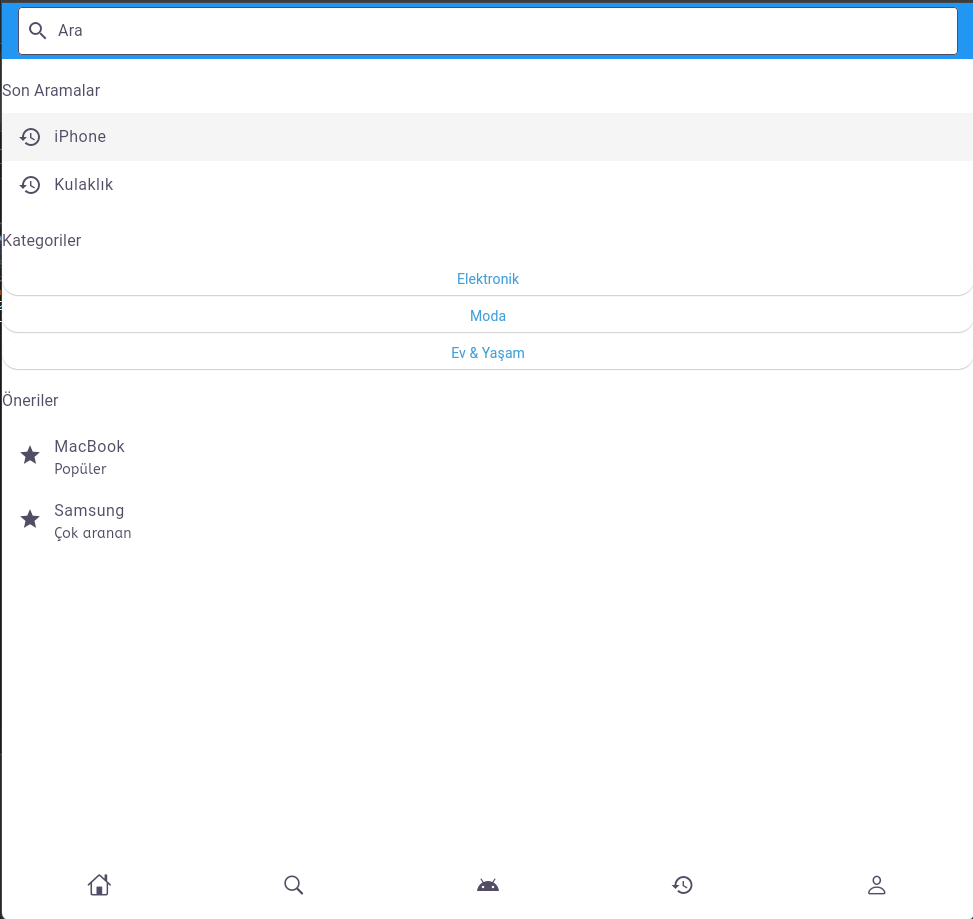 Ara
Son Aramalar
iPhone
Kulaklık
Kategoriler
Elektronik
Moda
Ev & Yaşam
Öneriler
MacBook
Popüler
Samsung
Çok aranan